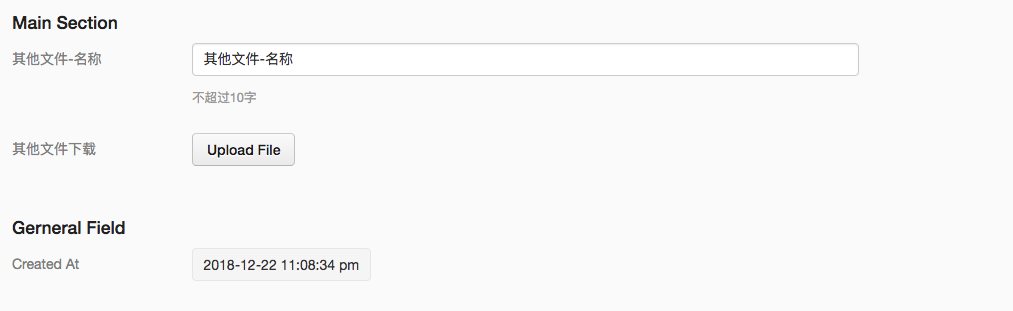 Main Section
其他文件-名称
其他文件-名称
不超过10字
其他文件下载
Upload File
Gerneral Field
Created At
2018-12-22 11:08:34 pm